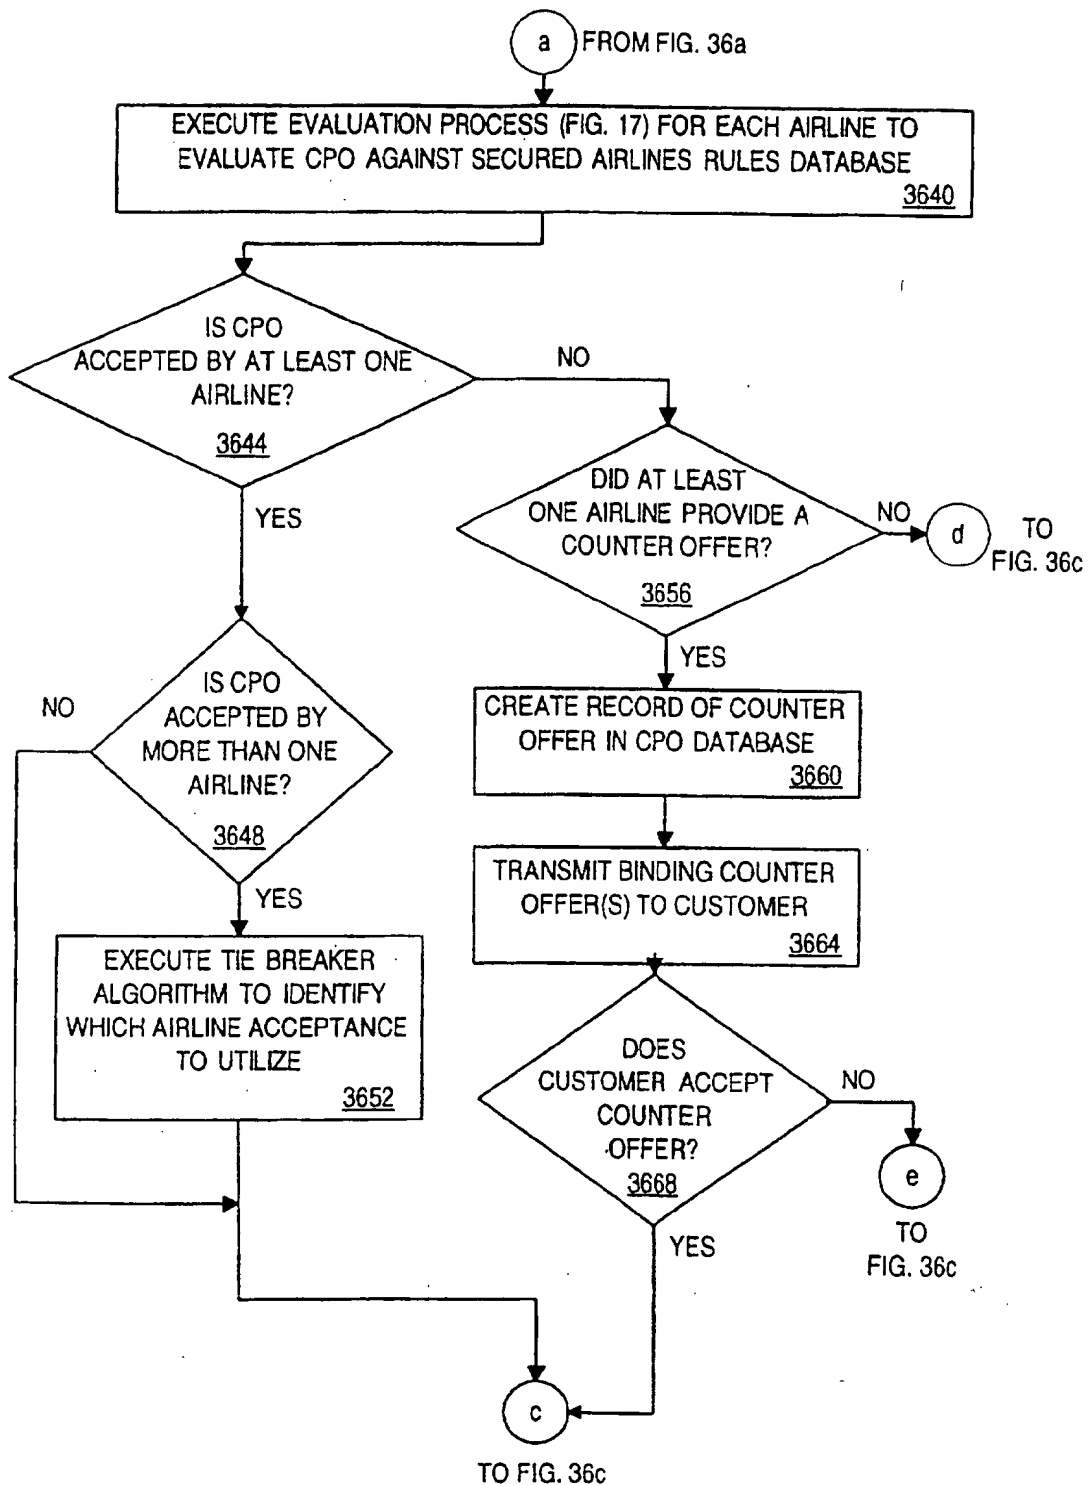 a
FROM FIG. 36a
EXECUTE EVALUATION PROCESS (FIG. 17) FOR EACH AIRLINE TO
EVALUATE CPO AGAINST SECURED AIRLINES RULES DATABASE
3640
IS CPO
ACCEPTED BY AT LEAST ONE
AIRLINE?
3644
NO
YES
DID AT LEAST
ONE AIRLINE PROVIDE A
COUNTER OFFER?
3656
NO
d
TO
FIG. 36c
YES
IS CPO
ACCEPTED BY
MORE THAN ONE
AIRLINE?
3648
NO
YES
CREATE RECORD OF COUNTER
OFFER IN CPO DATABASE
3660
TRANSMIT BINDING COUNTER
OFFER(S) TO CUSTOMER
3664
EXECUTE TIE BREAKER
ALGORITHM TO IDENTIFY
WHICH AIRLINE ACCEPTANCE
TO UTILIZE
3652
DOES
CUSTOMER ACCEPT
COUNTER
OFFER?
3668
NO
e
TO
FIG. 36c
YES
c
TO FIG. 36c